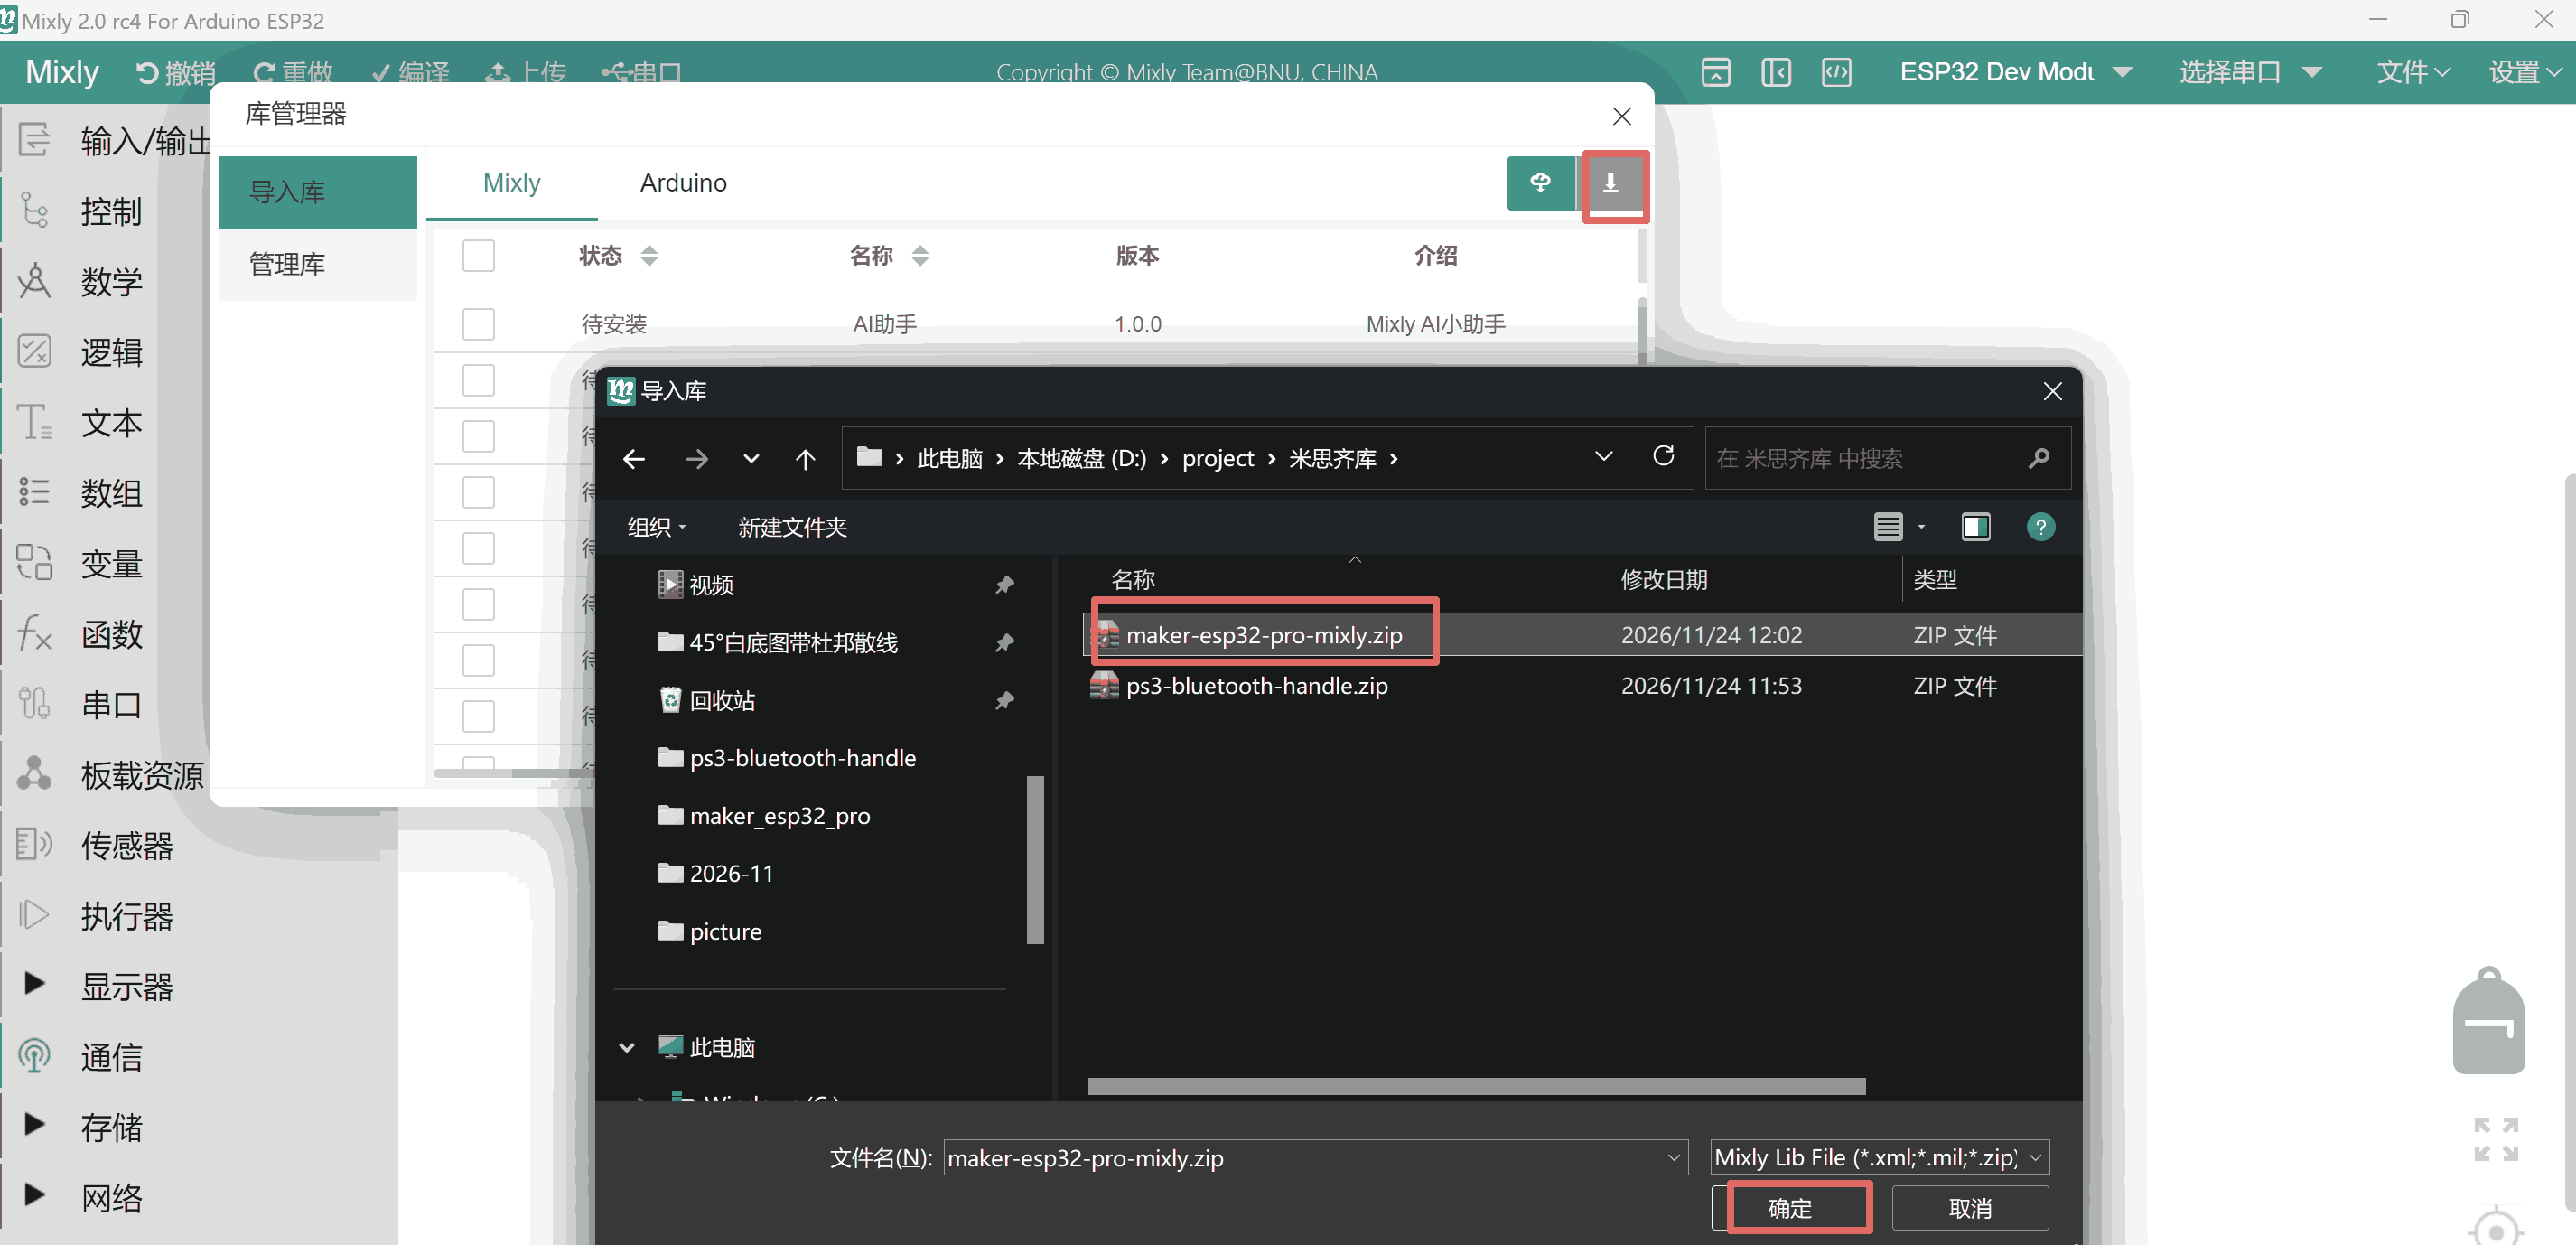 Mixly 2.0 rc4 For Arduino ESP32
Mixly 撤销 重做 编译 上传 串口 Copyright © Mixly Team@BNU, CHINA ESP32 Dev Modu 选择串口 文件 设置
库管理器
输入/输出
控制
数学
逻辑
文本
数组
变量
函数
串口
板载资源
传感器
执行器
显示器
通信
存储
网络
导入库
管理库
Mixly Arduino
状态 名称 版本 介绍
待安装 AI助手 1.0.0 Mixly AI小助手
待
待
待
待
待
待
待
导入库
此电脑 本地磁盘 (D:) project 米思齐库 在 米思齐库 中搜索
组织 新建文件夹
视频
45°白底图带杜邦散线
回收站
ps3-bluetooth-handle
maker_esp32_pro
2026-11
picture
此电脑
名称 修改日期 类型
maker-esp32-pro-mixly.zip 2026/11/24 12:02 ZIP 文件
ps3-bluetooth-handle.zip 2026/11/24 11:53 ZIP 文件
文件名(N): maker-esp32-pro-mixly.zip Mixly Lib File (*.xml;*.mil;*.zip)
确定 取消